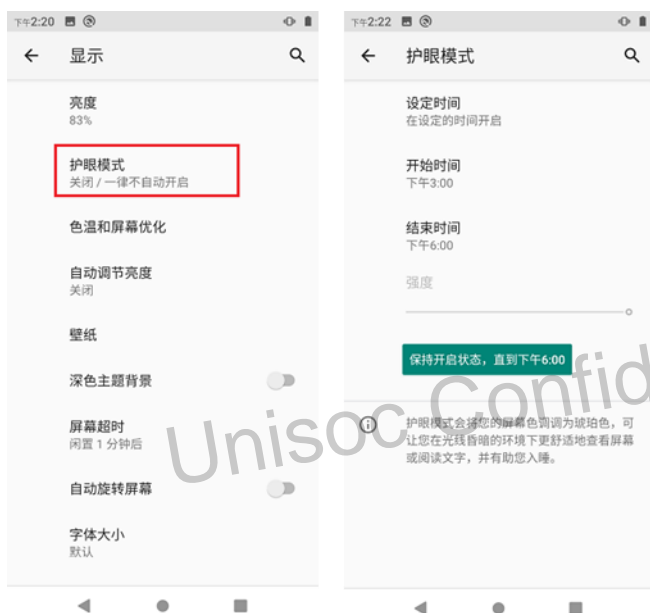 下午2:20
显示
亮度
83%
护眼模式
关闭 / 一律不自动开启
色温和屏幕优化
自动调节亮度
关闭
壁纸
深色主题背景
屏幕超时
闲置 1 分钟后
自动旋转屏幕
字体大小
默认
下午2:22
护眼模式
设定时间
在设定的时间开启
开始时间
下午3:00
结束时间
下午6:00
强度
保持开启状态，直到下午6:00
护眼模式会将您的屏幕色调调为琥珀色，可
让您在光线昏暗的环境下更舒适地查看屏幕
或阅读文字，并有助您入睡。
Unisoc Confid